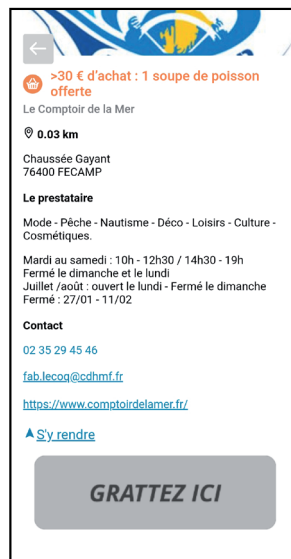 >30 € d'achat : 1 soupe de poisson
offerte
Le Comptoir de la Mer
0.03 km
Chaussée Gayant
76400 FECAMP
Le prestataire
Mode - Pêche - Nautisme - Déco - Loisirs - Culture -
Cosmétiques.
Mardi au samedi : 10h - 12h30 / 14h30 - 19h
Fermé le dimanche et le lundi
Juillet /août : ouvert le lundi - Fermé le dimanche
Fermé : 27/01 - 11/02
Contact
02 35 29 45 46
fab.lecoq@cdhmf.fr
https://www.comptoirdelamer.fr/
S'y rendre
GRATTEZ ICI